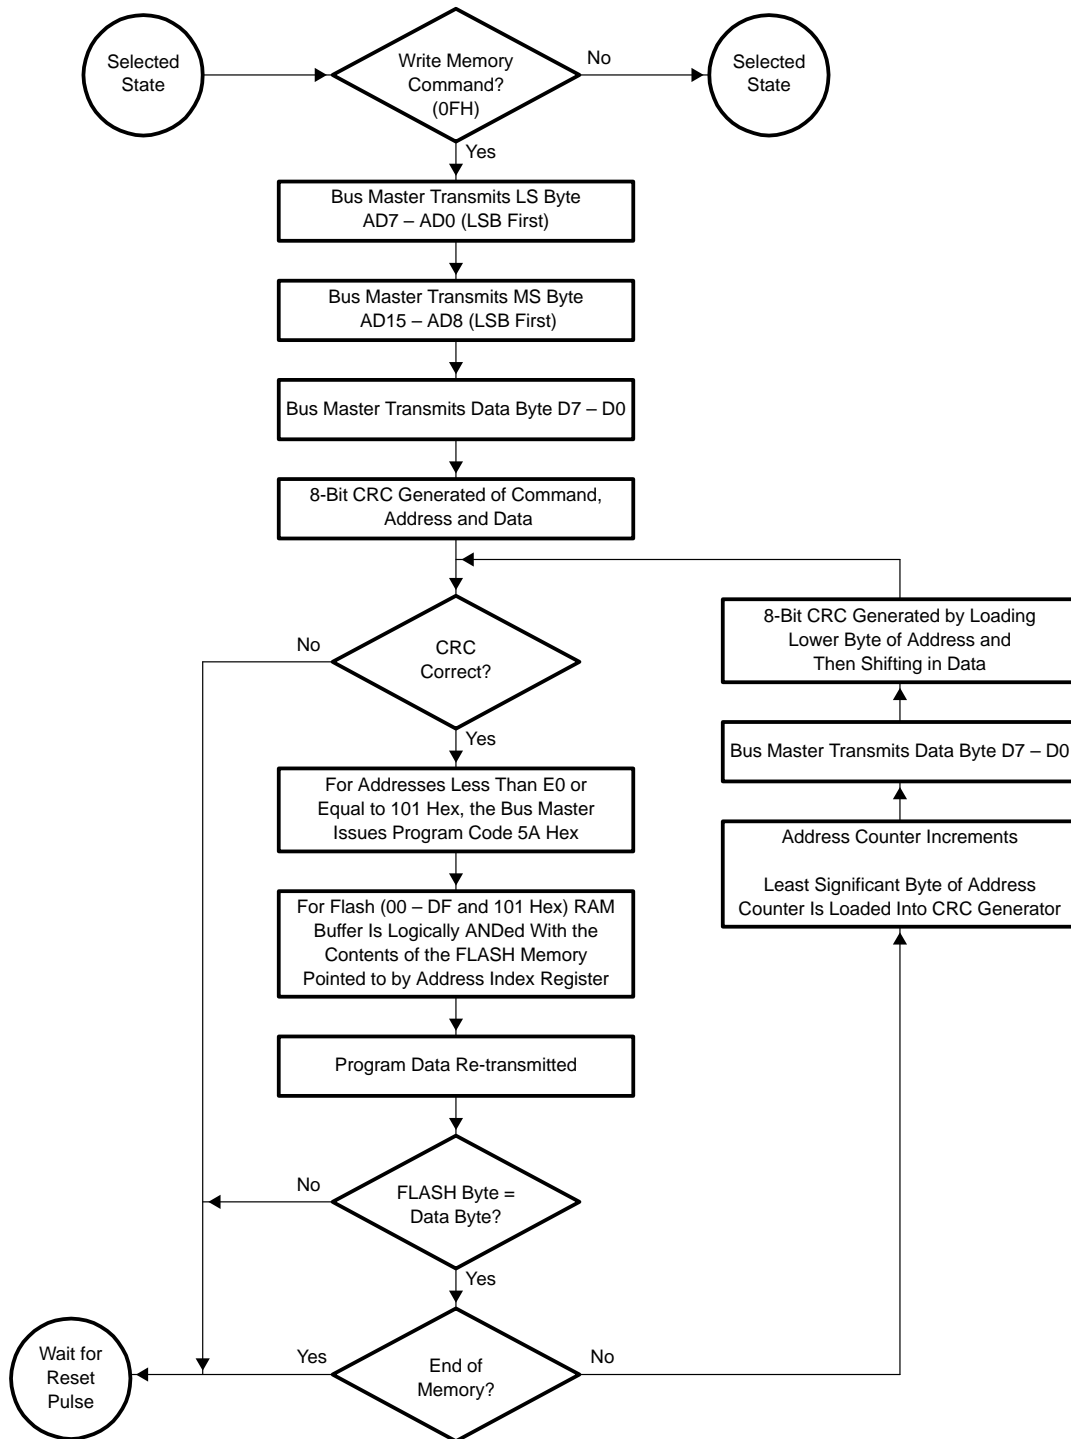 Selected
State
Write Memory
Command?
(0FH)
No
Selected
State
Yes
Bus Master Transmits LS Byte
AD7 – AD0 (LSB First)
Bus Master Transmits MS Byte
AD15 – AD8 (LSB First)
Bus Master Transmits Data Byte D7 – D0
8-Bit CRC Generated of Command,
Address and Data
No
CRC
Correct?
Yes
For Addresses Less Than E0 or
Equal to 101 Hex, the Bus Master
Issues Program Code 5A Hex
For Flash (00 – DF and 101 Hex) RAM
Buffer Is Logically ANDed With the
Contents of the FLASH Memory
Pointed to by Address Index Register
Program Data Re-transmitted
No
FLASH Byte =
Data Byte?
Yes
Wait for
Reset
Pulse
Yes
End of
Memory?
No
Address Counter Increments
Least Significant Byte of Address
Counter Is Loaded Into CRC Generator
Bus Master Transmits Data Byte D7 – D0
8-Bit CRC Generated by Loading
Lower Byte of Address and
Then Shifting in Data